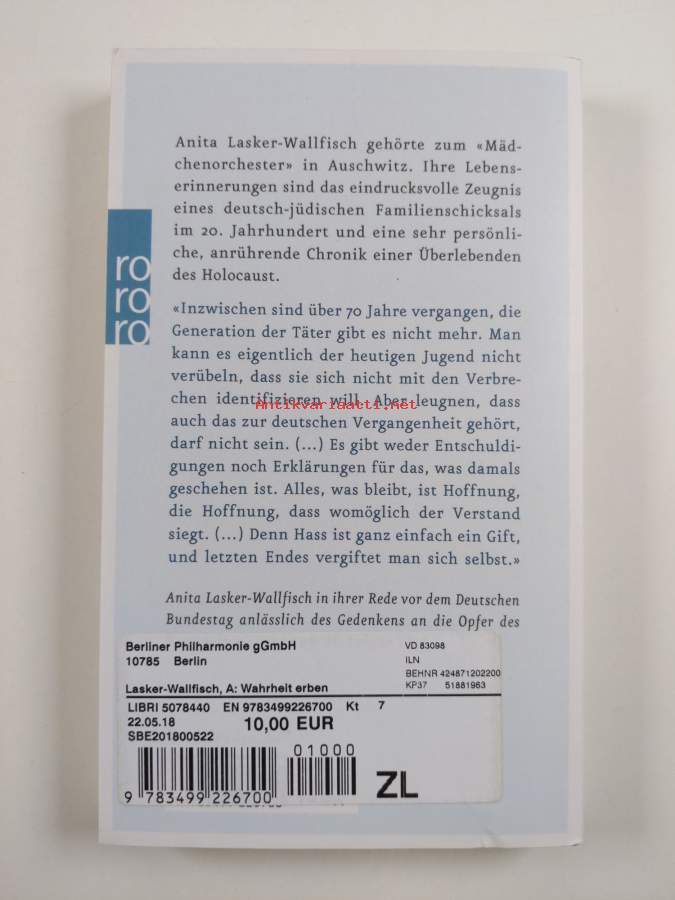 Anita Lasker-Wallfisch gehörte zum «Mäd-
chenorchester» in Auschwitz. Ihre Lebens-
erinnerungen sind das eindrucksvolle Zeugnis
eines deutsch-jüdischen Familienschicksals
im 20. Jahrhundert und eine sehr persönli-
che, anrührende Chronik einer Überlebenden
des Holocaust.
ro
ro
ro
«Inzwischen sind über 70 Jahre vergangen, die
Generation der Täter gibt es nicht mehr. Man
kann es eigentlich der heutigen Jugend nicht
verübeln, dass sie sich nicht mit den Verbre-
chen identifizieren will. Aber leugnen, dass
Antikvariaatti.net
auch das zur deutschen Vergangenheit gehört,
darf nicht sein. (...) Es gibt weder Entschuldi-
gungen noch Erklärungen für das, was damals
geschehen ist. Alles, was bleibt, ist Hoffnung,
die Hoffnung, dass womöglich der Verstand
siegt. (...) Denn Hass ist ganz einfach ein Gift,
und letzten Endes vergiftet man sich selbst.»
Anita Lasker-Wallfisch in ihrer Rede vor dem Deutschen
Bundestag anlässlich des Gedenkens an die Opfer des
Berliner Philharmonie gGmbH
10785 Berlin
VD 83098
ILN
BEHNR 424871202200
KP37 51881963
Lasker-Wallfisch, A: Wahrheit erben
LIBRI 5078440 EN 9783499226700 Kt 7
22.05.18 10,00 EUR
SBE201800522
01000
ZL
9 783499 226700